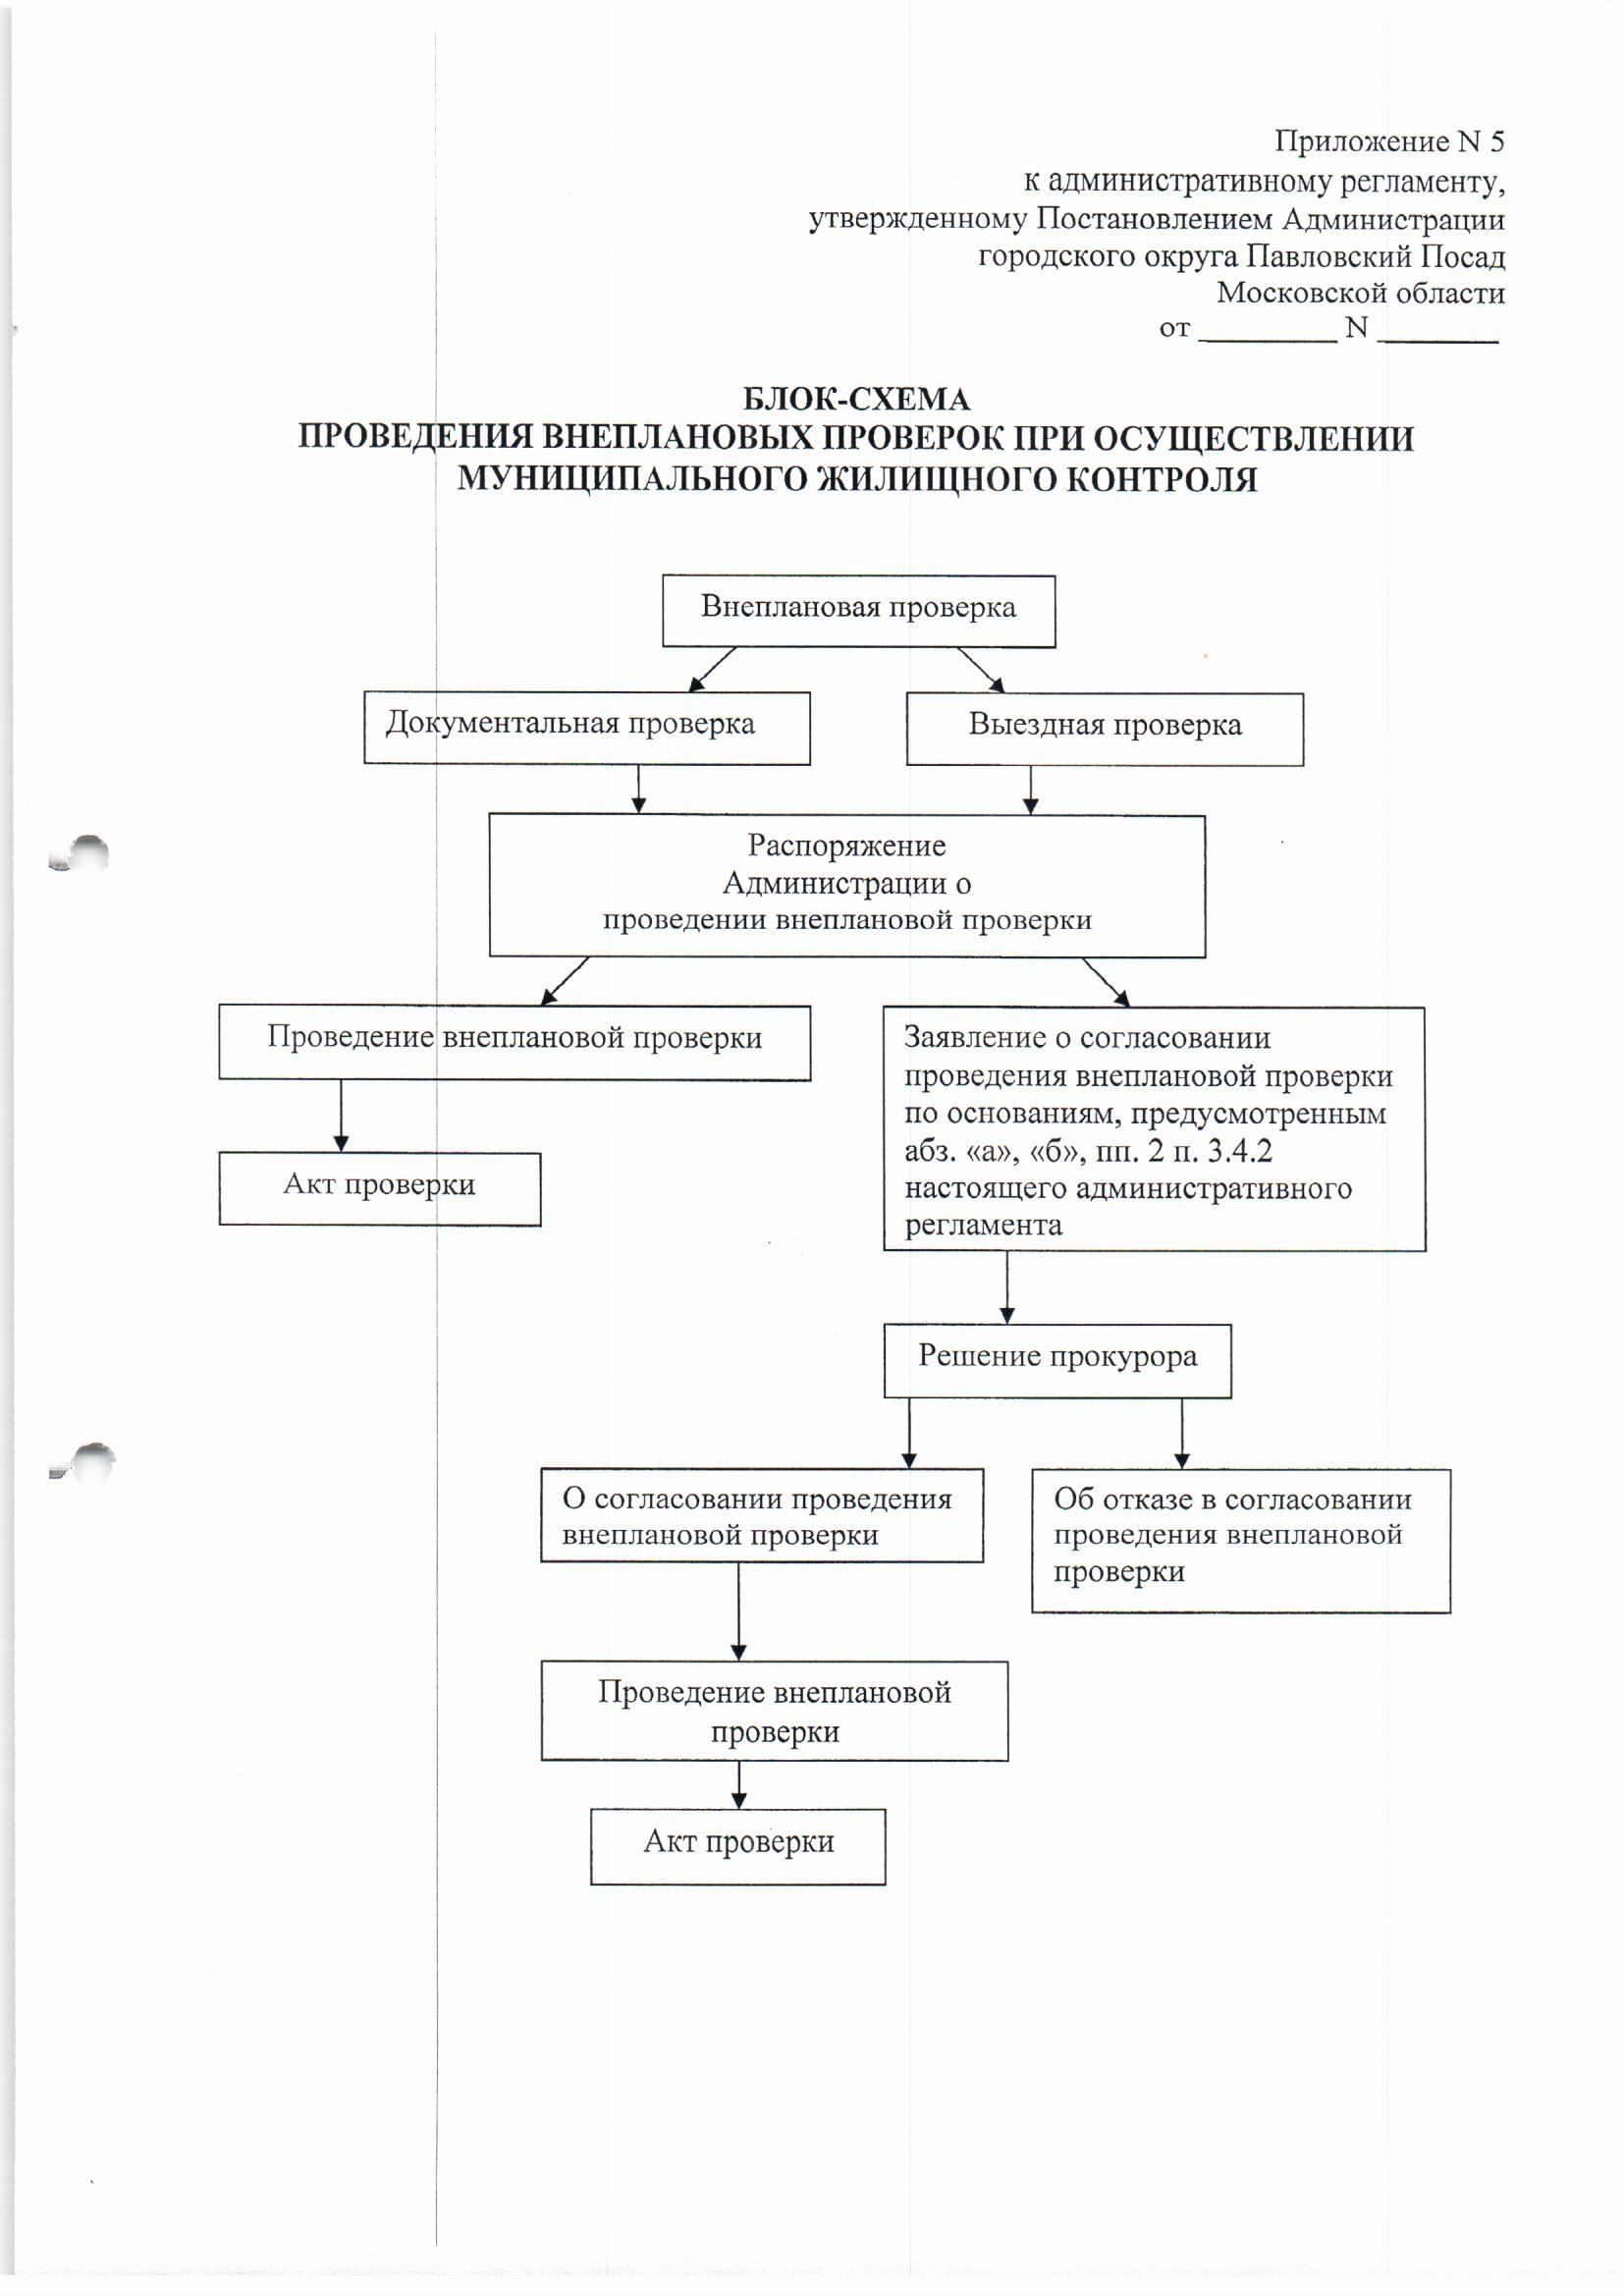 Приложение N 5
к административному регламенту,
утвержденному Постановлением Администрации
городского округа Павловский Посад
Московской области
от _________ N ________
БЛОК-СХЕМА
ПРОВЕДЕНИЯ ВНЕПЛАНОВЫХ ПРОВЕРОК ПРИ ОСУЩЕСТВЛЕНИИ
МУНИЦИПАЛЬНОГО ЖИЛИЩНОГО КОНТРОЛЯ
Внеплановая проверка
Документальная проверка
Выездная проверка
Распоряжение
Администрации о
проведении внеплановой проверки
Проведение внеплановой проверки
Акт проверки
Заявление о согласовании
проведения внеплановой проверки
по основаниям, предусмотренным
абз. «а», «б», пп. 2 п. 3.4.2
настоящего административного
регламента
Решение прокурора
О согласовании проведения
внеплановой проверки
Об отказе в согласовании
проведения внеплановой
проверки
Проведение внеплановой
проверки
Акт проверки